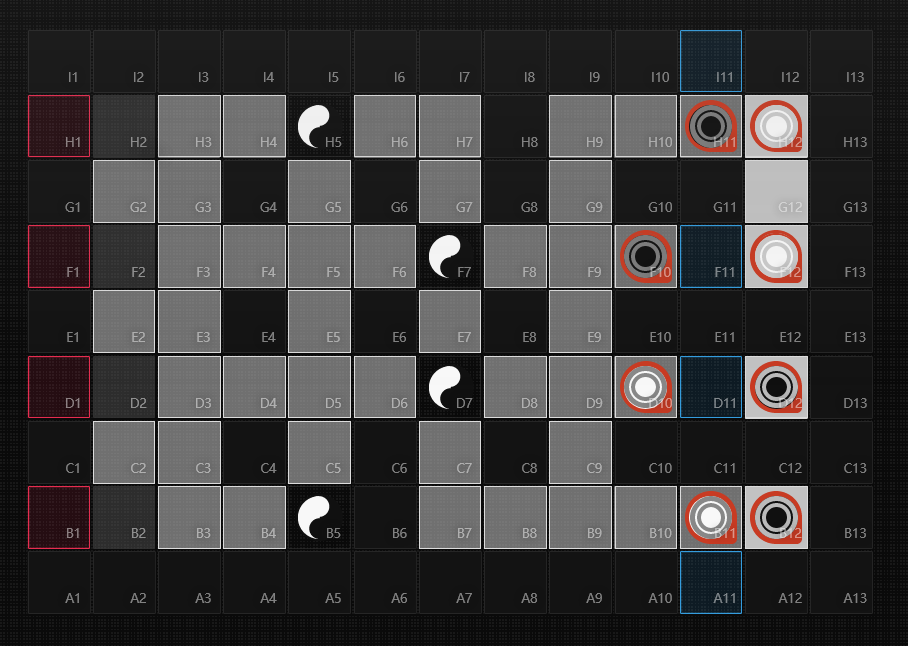 I1 I2 I3 I4 I5 I6 I7 I8 I9 I10 I11 I12 I13
H1 H2 H3 H4 H5 H6 H7 H8 H9 H10 H11 H12 H13
G1 G2 G3 G4 G5 G6 G7 G8 G9 G10 G11 G12 G13
F1 F2 F3 F4 F5 F6 F7 F8 F9 F10 F11 F12 F13
E1 E2 E3 E4 E5 E6 E7 E8 E9 E10 E11 E12 E13
D1 D2 D3 D4 D5 D6 D7 D8 D9 D10 D11 D12 D13
C1 C2 C3 C4 C5 C6 C7 C8 C9 C10 C11 C12 C13
B1 B2 B3 B4 B5 B6 B7 B8 B9 B10 B11 B12 B13
A1 A2 A3 A4 A5 A6 A7 A8 A9 A10 A11 A12 A13